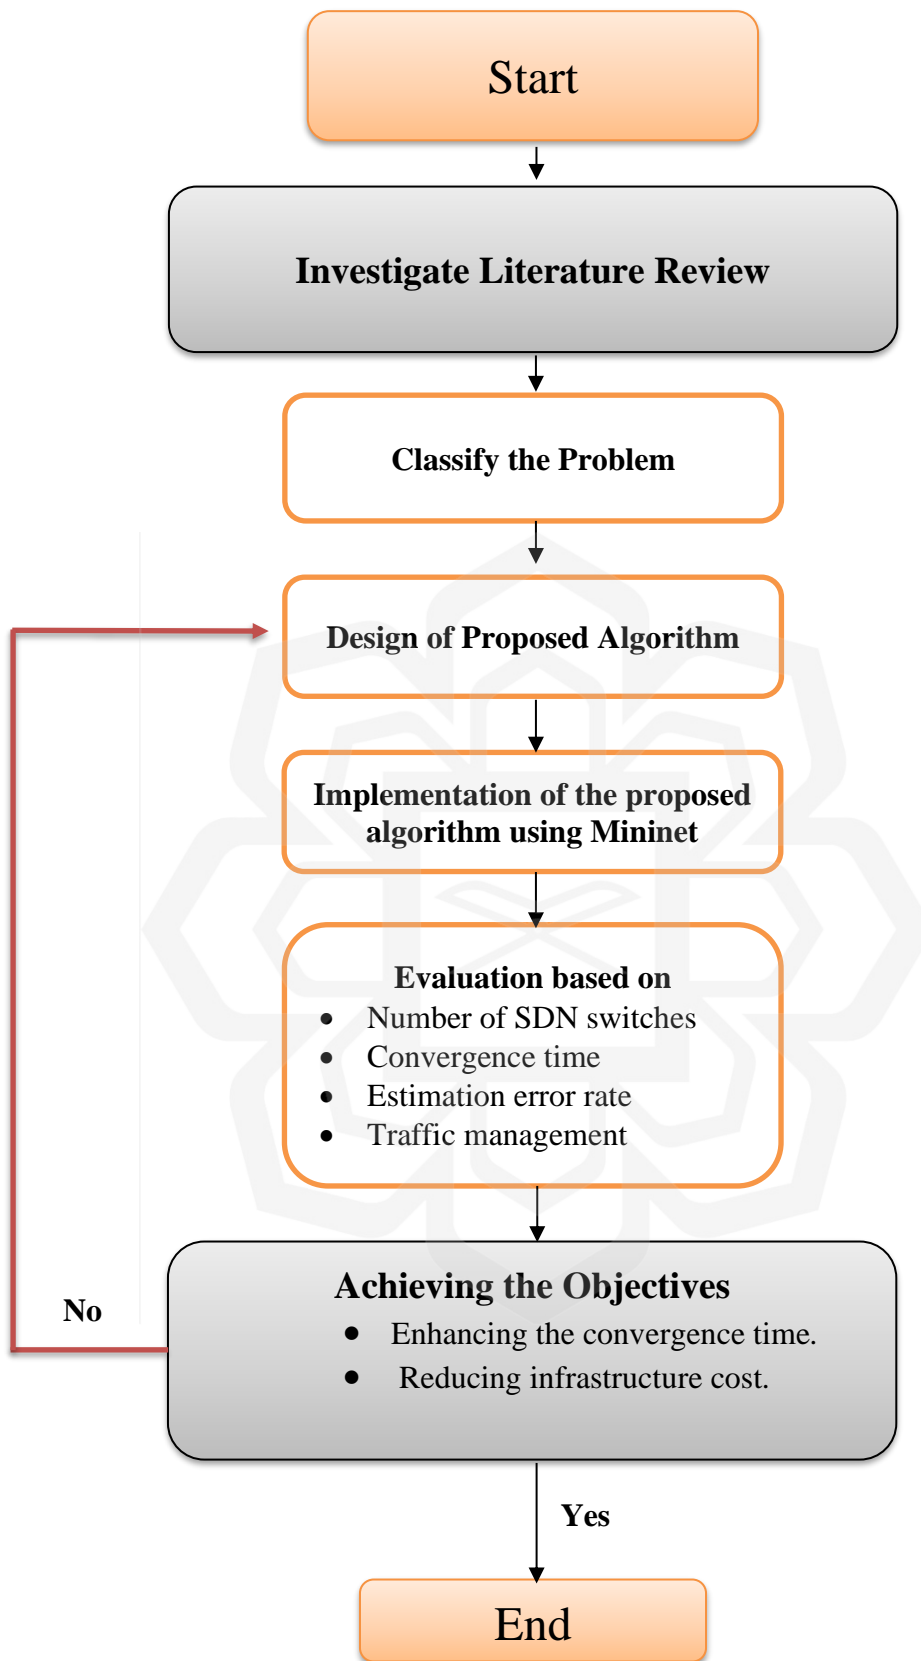 Start
Investigate Literature Review
Classify the Problem
Design of Proposed Algorithm
Implementation of the proposed
algorithm using Mininet
Evaluation based on
• Number of SDN switches
• Convergence time
• Estimation error rate
• Traffic management
Achieving the Objectives
• Enhancing the convergence time.
• Reducing infrastructure cost.
No
Yes
End